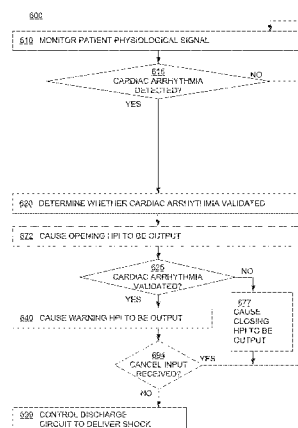 600
610 MONITOR PATIENT PHYSIOLOGICAL SIGNAL
615
CARDIAC ARRHYTHMIA
DETECTED?
NO
YES
620 DETERMINE WHETHER CARDIAC ARRHYTHMIA VALIDATED
672 CAUSE OPENING HPI TO BE OUTPUT
625
CARDIAC ARRHYTHMIA
VALIDATED?
NO
YES
677
CAUSE
CLOSING
HPI TO BE
OUTPUT
640 CAUSE WARNING HPI TO BE OUTPUT
694
CANCEL INPUT
RECEIVED?
YES
NO
699 CONTROL DISCHARGE
CIRCUIT TO DELIVER SHOCK